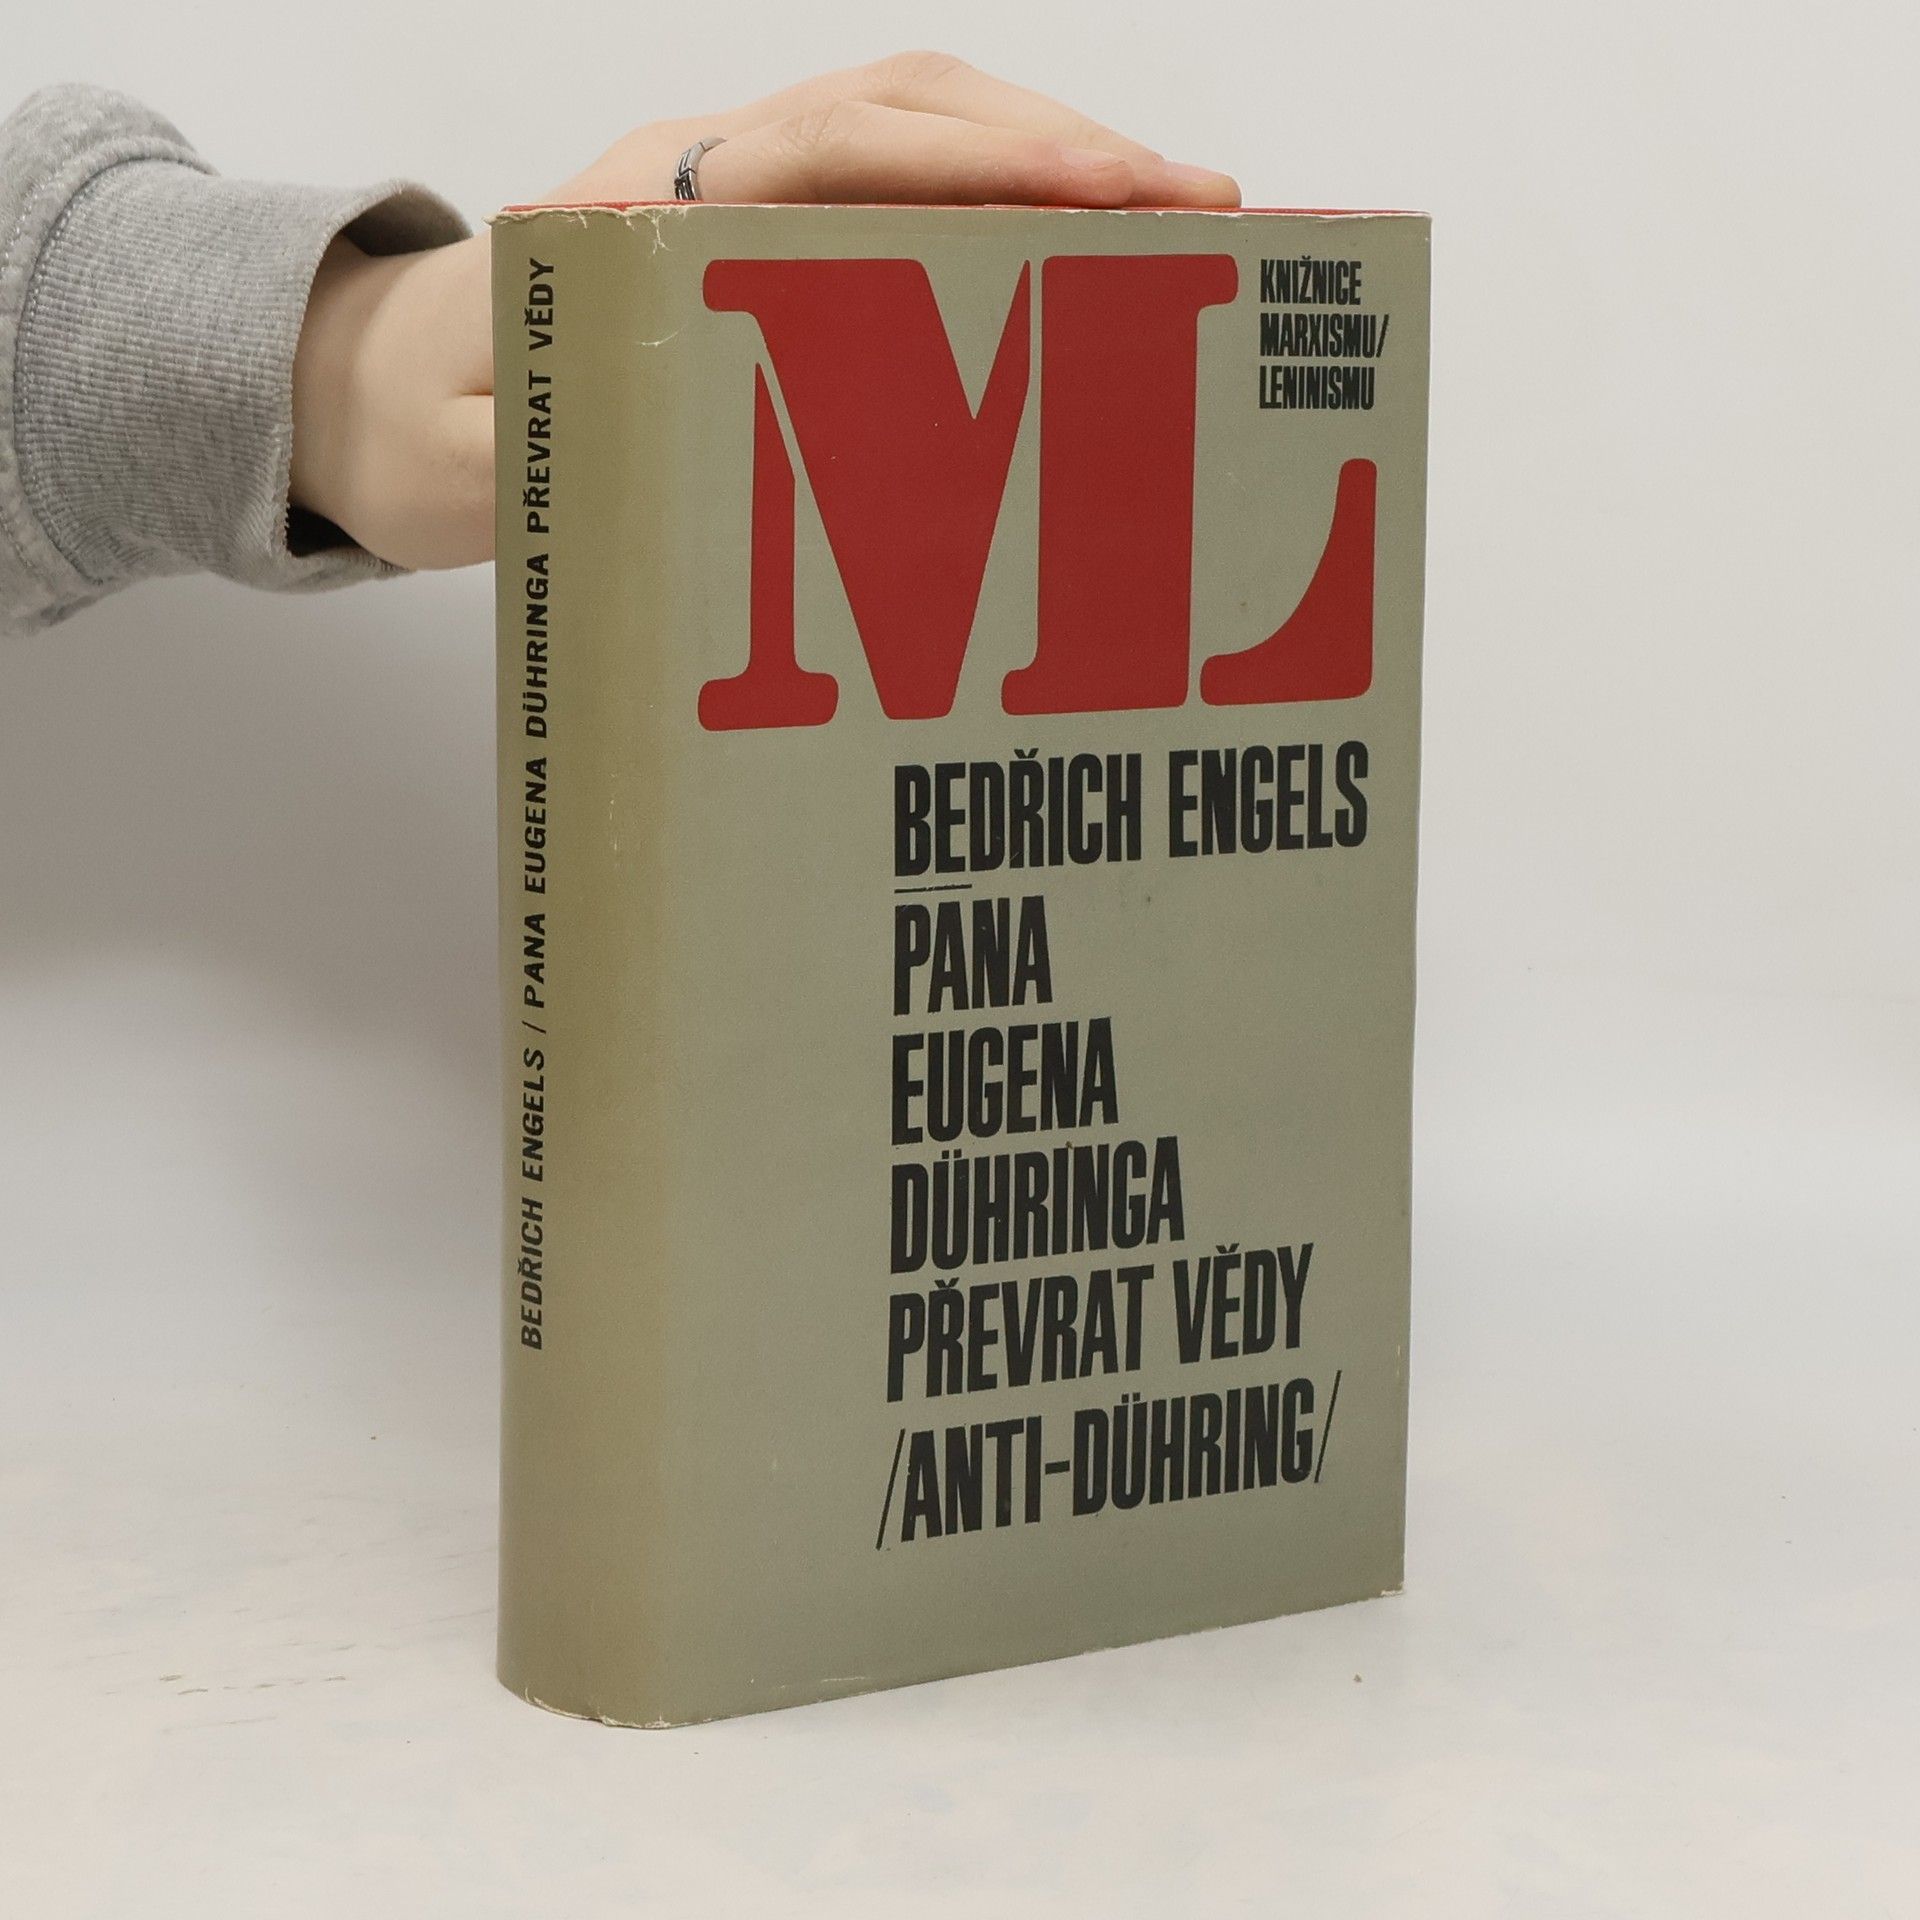 BEDŘICH ENGELS / PANA EUGENA DÜHRINGA PŘEVRAT VĚDY
ML
KNIŽNICE
MARXISMU/
LENINISMU
BEDŘICH ENGELS
PANA
EUGENA
DÜHRINGA
PŘEVRAT VĚDY
/ANTI-DÜHRING/